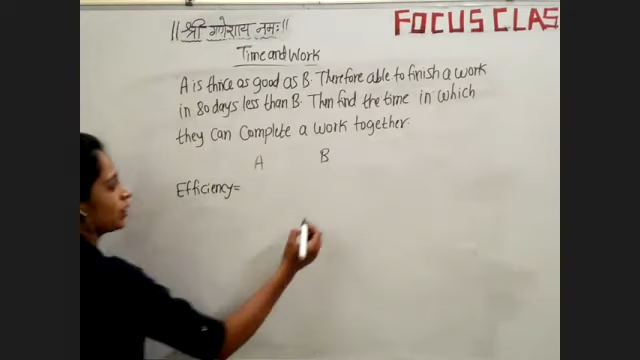 ||श्री गणेशाय नमः||
FOCUS CLAS
Time and Work
A is thrice as good as B. Therefore able to finish a work
in 80 days less than B. Then find the time in which
they can complete a work together.
A B
Efficiency=